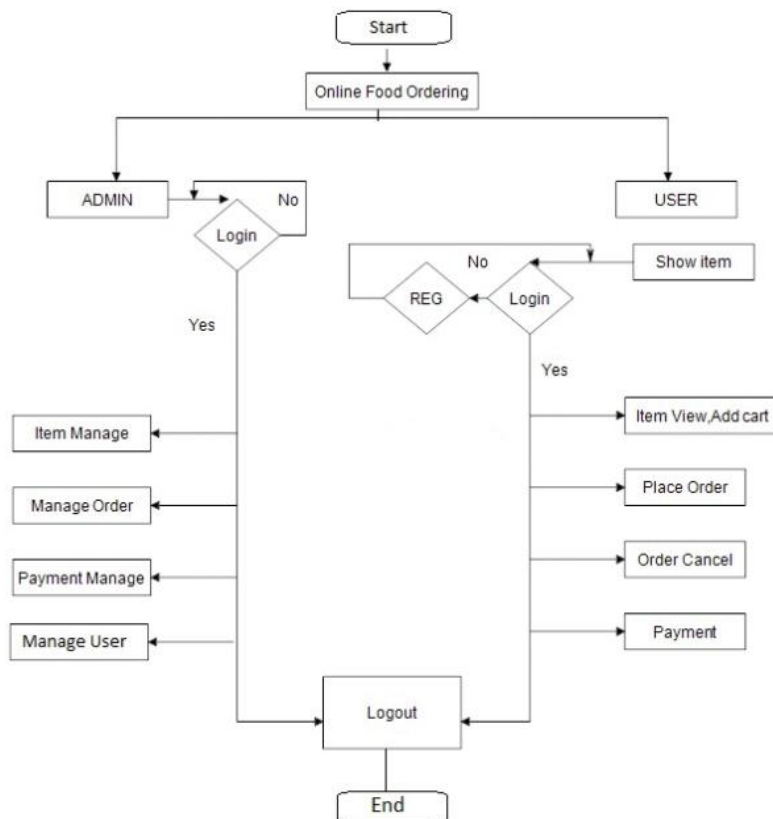 Start
Online Food Ordering
ADMIN
No
USER
Login
Show item
No
REG
Login
Yes
Yes
Item Manage
Item View,Add cart
Manage Order
Place Order
Payment Manage
Order Cancel
Manage User
Payment
Logout
End